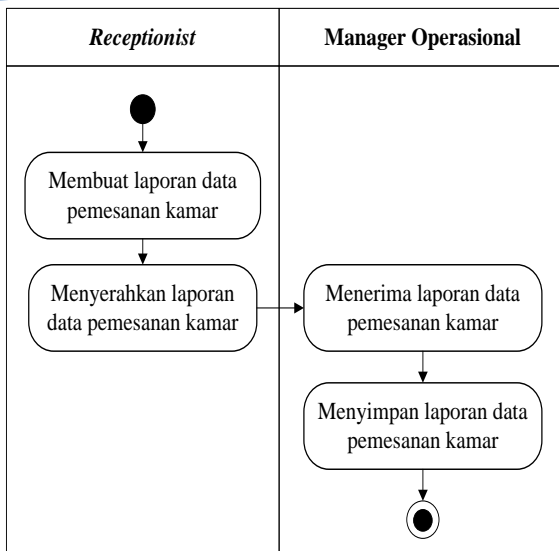 Receptionist
Manager Operasional
Membuat laporan data
pemesanan kamar
Menyerahkan laporan
data pemesanan kamar
Menerima laporan data
pemesanan kamar
Menyimpan laporan data
pemesanan kamar